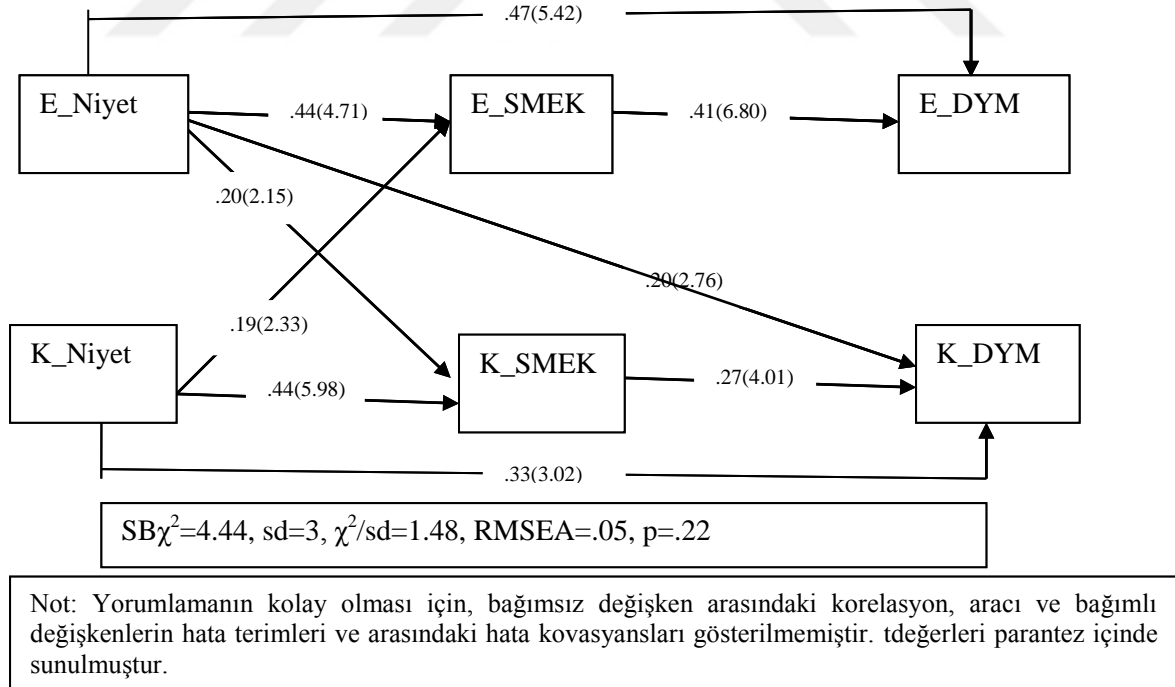 .47(5.42)
E_Niyet
E_SMEK
E_DYM
.44(4.71)
.41(6.80)
.20(2.15)
.20(2.76)
.19(2.33)
K_Niyet
K_SMEK
K_DYM
.44(5.98)
.27(4.01)
.33(3.02)
SBχ²=4.44, sd=3, χ²/sd=1.48, RMSEA=.05, p=.22
Not: Yorumlamanın kolay olması için, bağımsız değişken arasındaki korelasyon, aracı ve bağımlı
değişkenlerin hata terimleri ve arasındaki hata kovasyansları gösterilmemiştir. tdeğerleri parantez içinde
sunulmuştur.